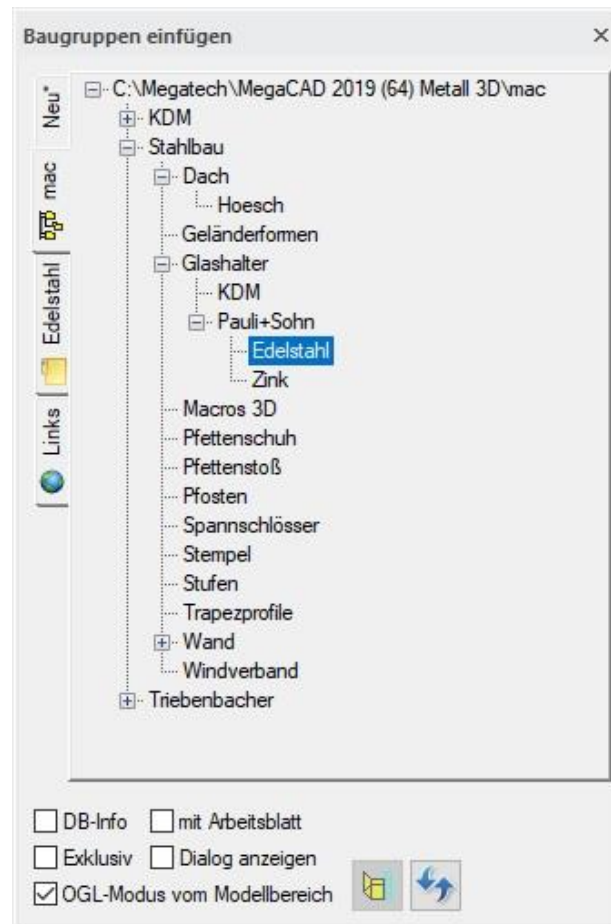 Baugruppen einfügen
Neu*
mac
Edelstahl
Links
C:\Megatech\MegaCAD 2019 (64) Metall 3D\mac
KDM
Stahlbau
Dach
Hoesch
Geländerformen
Glashalter
KDM
Pauli+Sohn
Edelstahl
Zink
Macros 3D
Pfettenschuh
Pfettenstoß
Pfosten
Spannschlösser
Stempel
Stufen
Trapezprofile
Wand
Windverband
Triebenbacher
DB-Info mit Arbeitsblatt
Exklusiv Dialog anzeigen
OGL-Modus vom Modellbereich